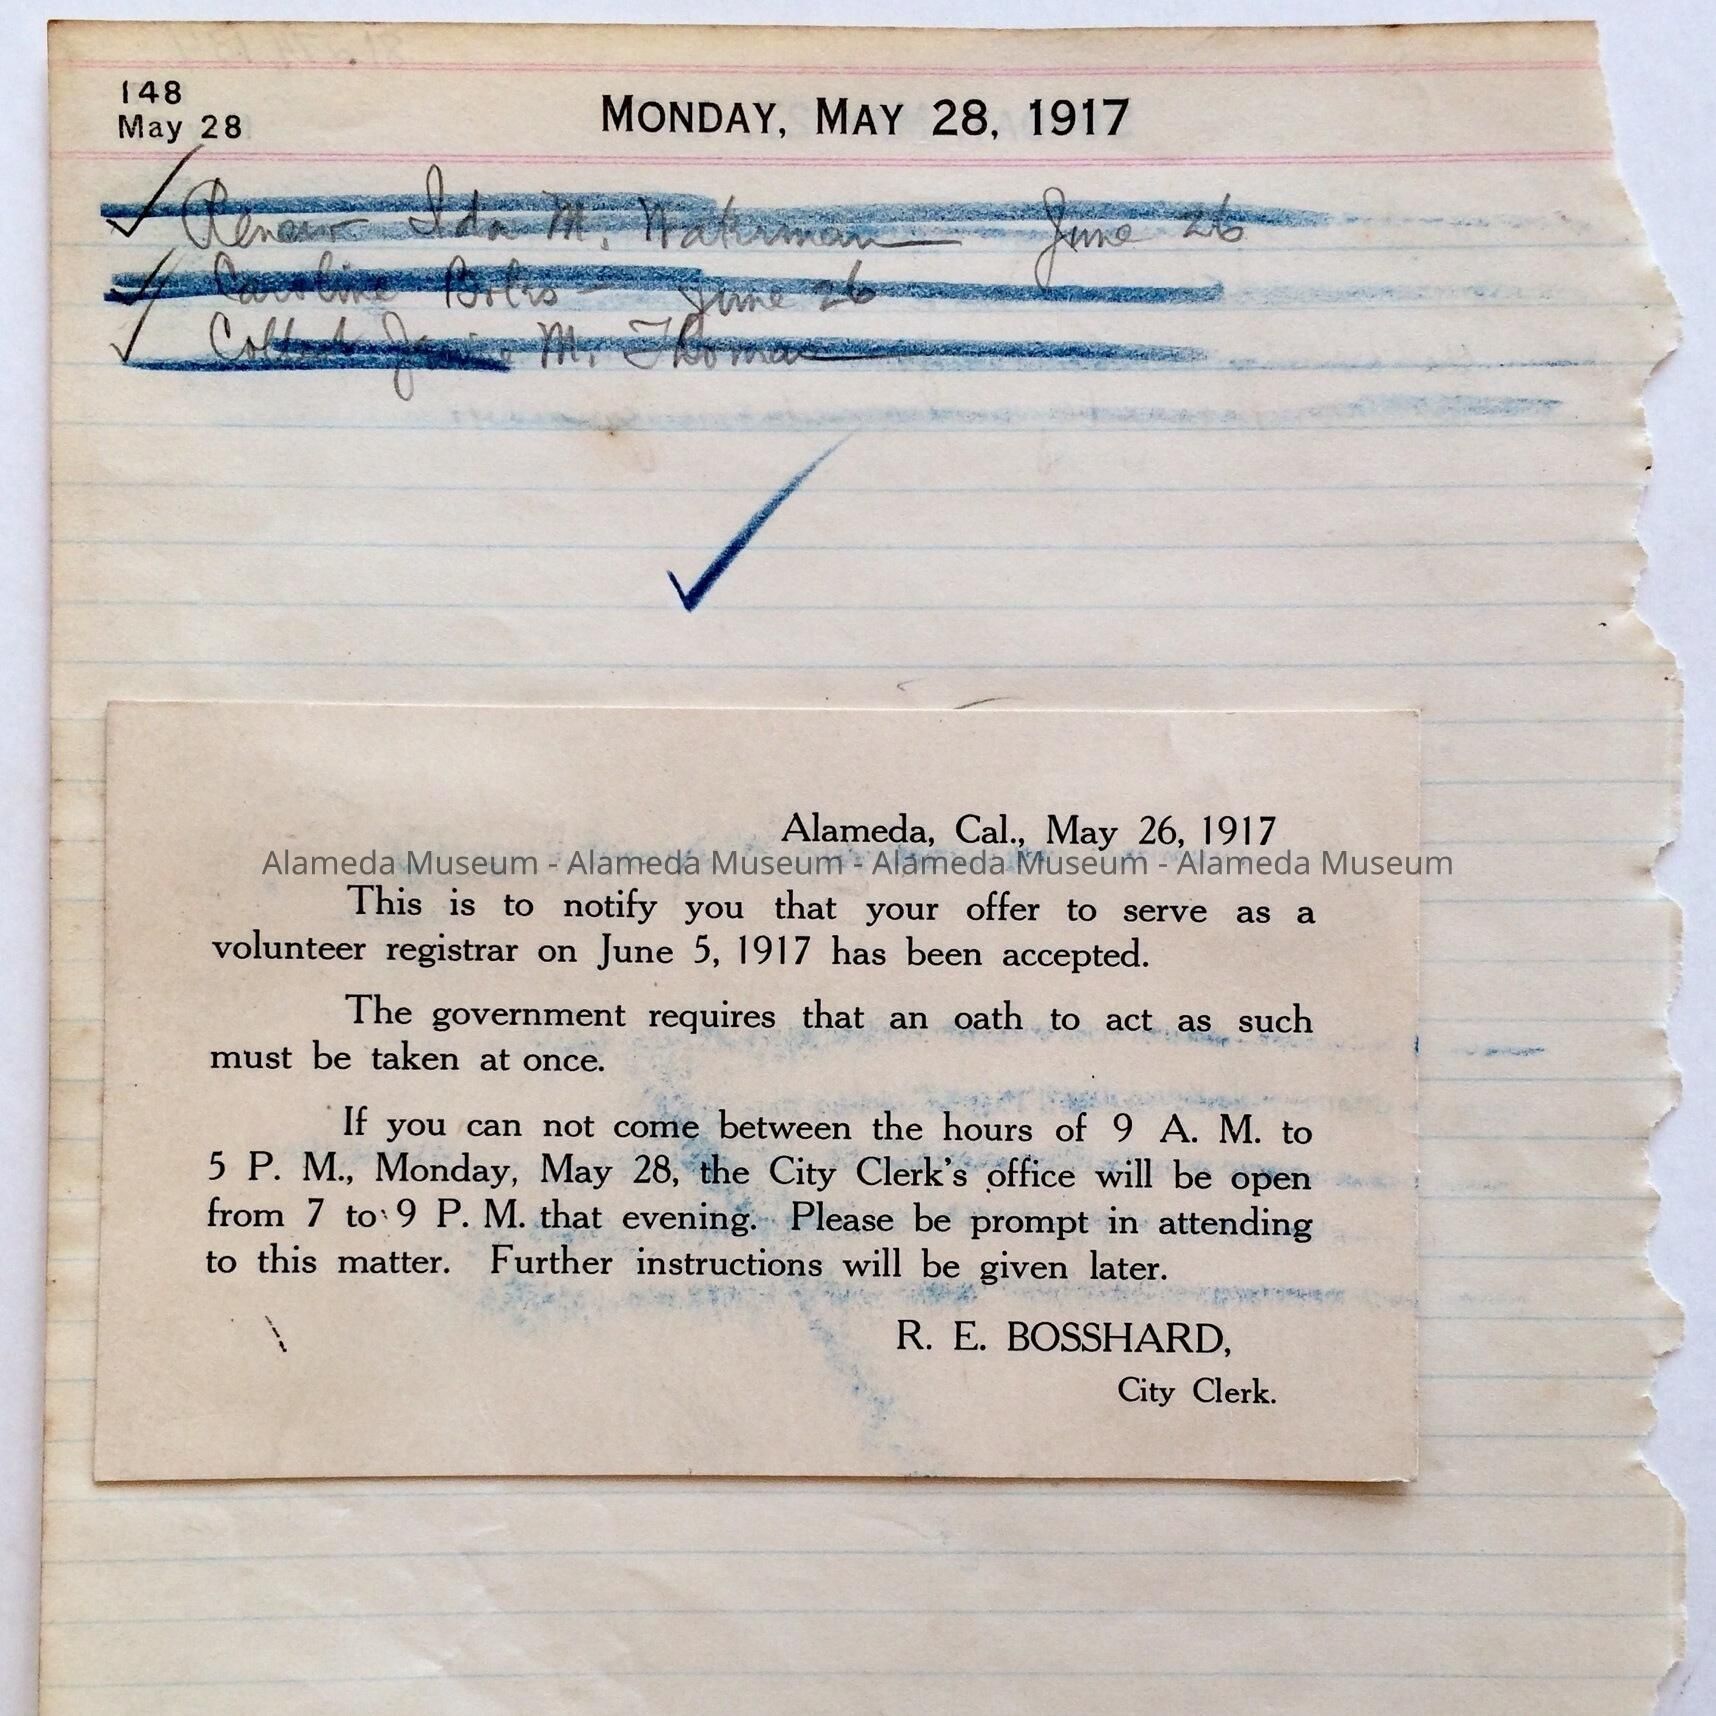 148
May 28
MONDAY, MAY 28, 1917
Renew Ida M. Waterman June 26
Caroline June 26
Collect M. Thomas
Alameda, Cal., May 26, 1917
Alameda Museum - Alameda Museum - Alameda Museum - Alameda Museum
This is to notify you that your offer to serve as a
volunteer registrar on June 5, 1917 has been accepted.
The government requires that an oath to act as such
must be taken at once.
If you can not come between the hours of 9 A. M. to
5 P. M., Monday, May 28, the City Clerk's office will be open
from 7 to 9 P. M. that evening. Please be prompt in attending
to this matter. Further instructions will be given later.
R. E. BOSSHARD,
City Clerk.